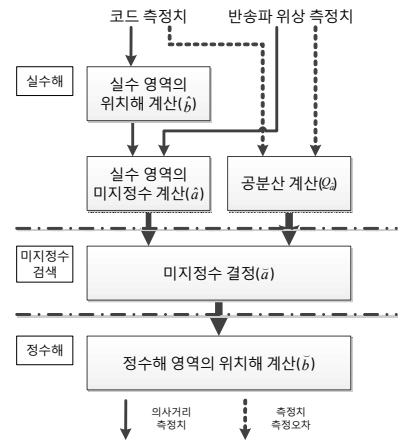 코드 측정치
반송파 위상 측정치
실수해
실수 영역의
위치해 계산(b̂)
실수 영역의
미지정수 계산(â)
공분산 계산(Qâ)
미지정수
검색
미지정수 결정(ă)
정수해
정수해 영역의 위치해 계산(b̆)
의사거리
측정치
측정치
측정오차